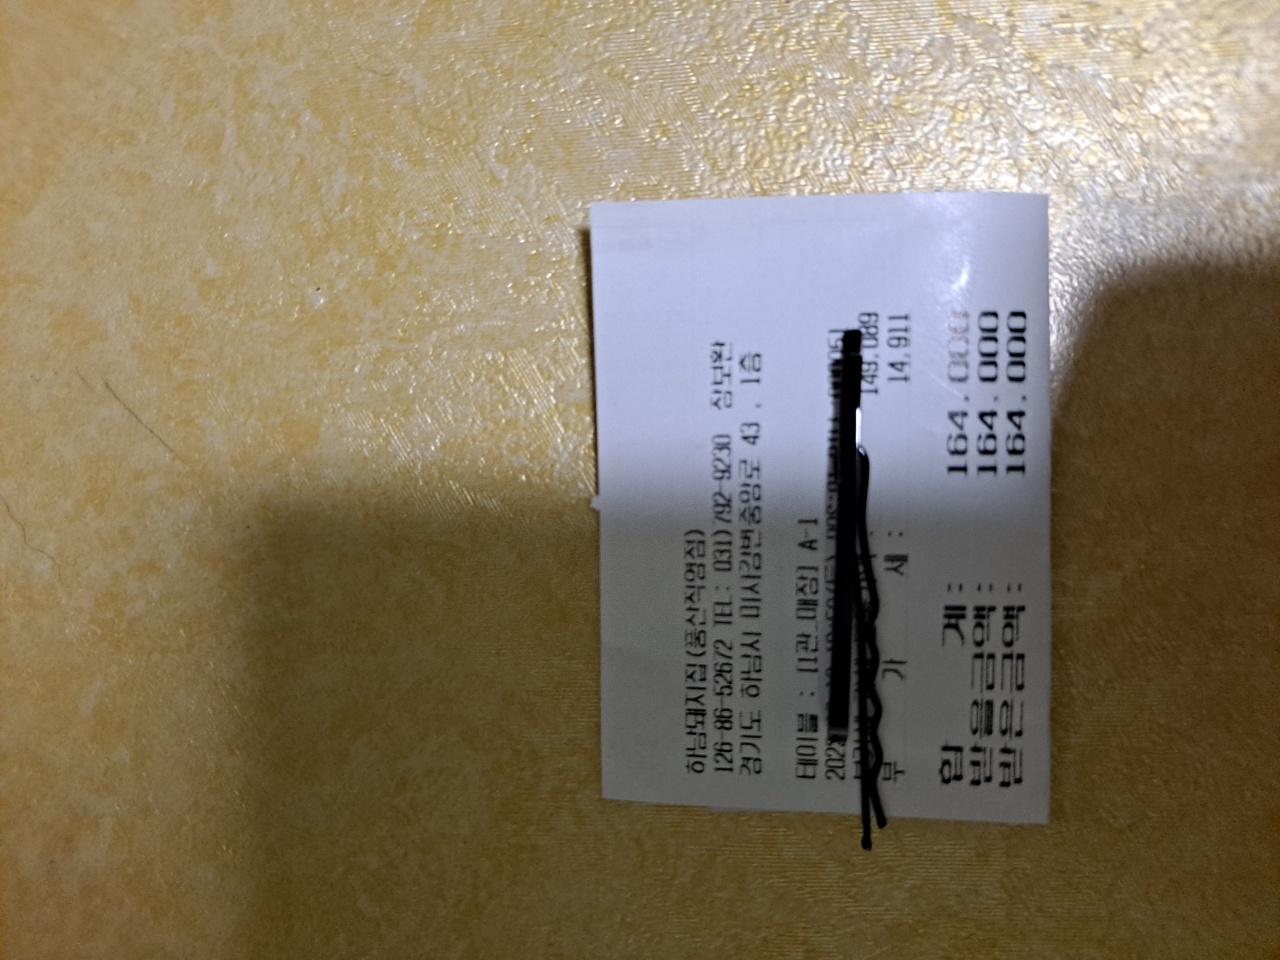 하남돼지집(풍산직영점)
126-86-52672 TEL: 031)792-9230 장보환
경기도 하남시 미사강변중앙로 43 , 1층
테이블 : [1관_매장] A-1
202
149,089
부 가 세 : 14,911
합 계 : 164,000
받을금액 : 164,000
받은금액 : 164,000